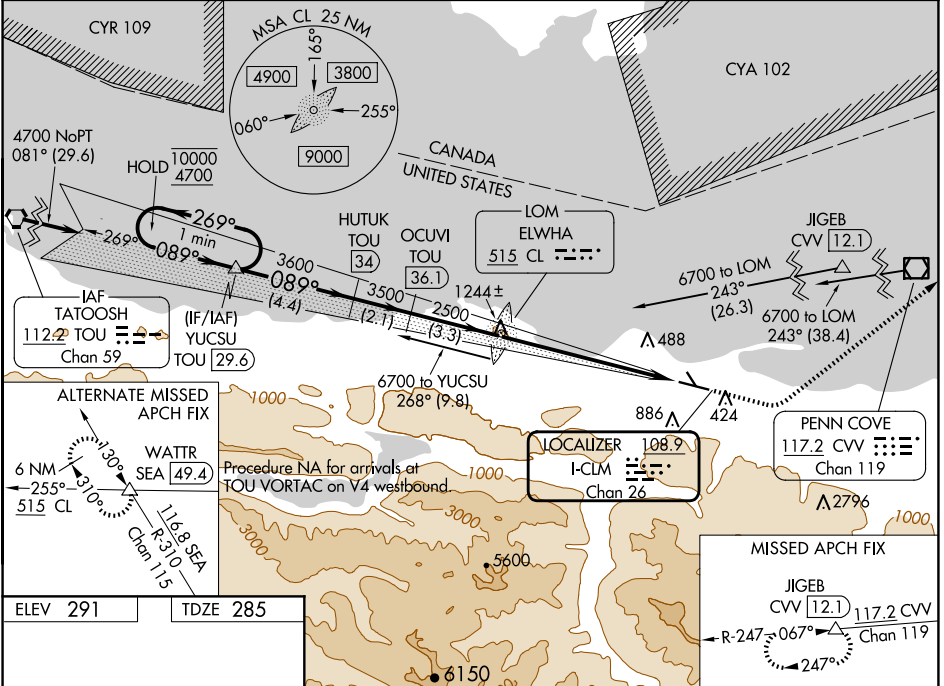 CYR 109
MSA CL 25 NM
165°
4900
3800
060°
255°
9000
CYA 102
CANADA
UNITED STATES
4700 NoPT
081° (29.6)
HOLD
10000
4700
269°
1 min
089°
269°
089°
3600
(4.4)
HUTUK
TOU
34
3500
(2.1)
OCUVI
TOU
36.1
2500
(3.3)
1244±
LOM
ELWHA
515 CL
JIGEB
CVV 12.1
6700 to LOM
243°
(26.3)
6700 to LOM
243° (38.4)
IAF
TATOOSH
112.2 TOU
Chan 59
(IF/IAF)
YUCSU
TOU 29.6
6700 to YUCSU
268° (9.8)
488
886
424
LOCALIZER 108.9
I-CLM
Chan 26
PENN COVE
117.2 CVV
Chan 119
2796
1000
1000
1000
3000
3000
5600
6150
ALTERNATE MISSED
APCH FIX
130°
310°
WATTR
SEA 49.4
6 NM
255°
515 CL
116.8 SEA
R-310
Chan 115
Procedure NA for arrivals at
TOU VORTAC on V4 westbound.
ELEV 291
TDZE 285
MISSED APCH FIX
JIGEB
CVV 12.1
117.2 CVV
Chan 119
R-247
067°
247°